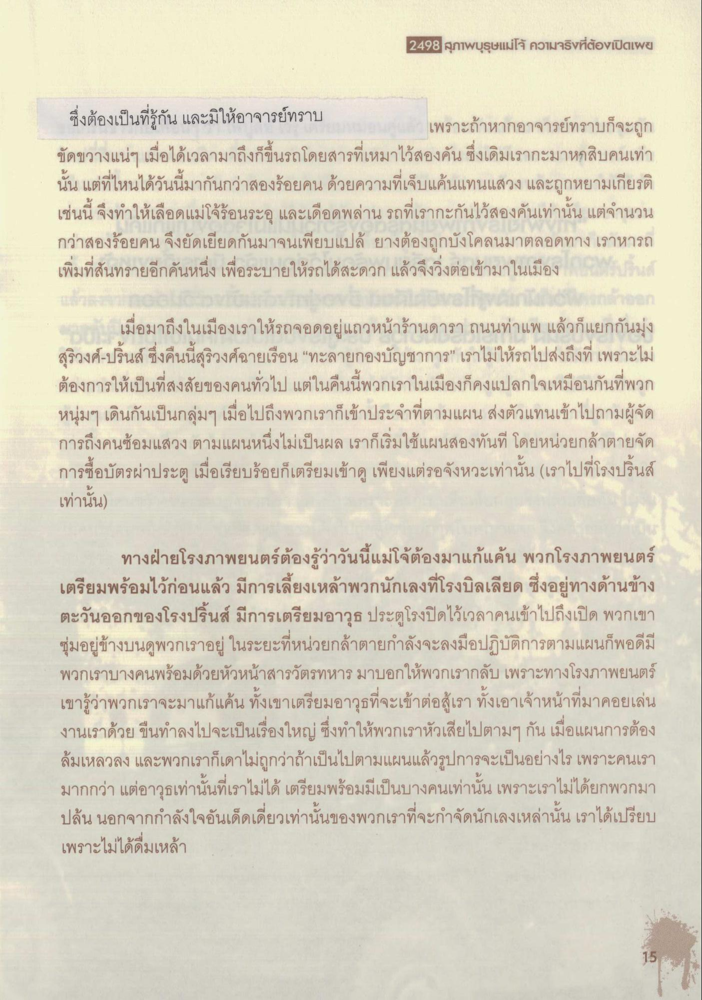 2498 สุภาพบุรุษแม่โจ้ ความจริงที่ต้องเปิดเผย
ซึ่งต้องเป็นที่รู้กัน และมิให้อาจารย์ทราบ
เพราะถ้าหากอาจารย์ทราบก็จะถูก
ขัดขวางแน่ๆ เมื่อได้เวลามาถึงก็ขึ้นรถโดยสารที่เหมาไว้สองคัน ซึ่งเดิมเรากะมาหกสิบคนเท่า
นั้น แต่ที่ไหนได้วันนี้มากันกว่าสองร้อยคน ด้วยความที่เจ็บแค้นแทนแสวง และถูกหยามเกียรติ
เช่นนี้ จึงทำให้เลือดแม่โจ้ร้อนระอุ และเดือดพล่าน รถที่เรากะกันไว้สองคันเท่านั้น แต่จำนวน
กว่าสองร้อยคน จึงยัดเยียดกันมาจนเพียบแปล้ ยางต้องถูกบังโคลนมาตลอดทาง เราหารถ
เพิ่มที่สันทรายอีกคันหนึ่ง เพื่อระบายให้รถได้สะดวก แล้วจึงวิ่งต่อเข้ามาในเมือง
เมื่อมาถึงในเมืองเราให้รถจอดอยู่แถวหน้าร้านดารา ถนนท่าแพ แล้วก็แยกกันมุ่ง
สุริวงศ์-ปริ้นส์ ซึ่งคืนนี้สุริวงศ์ฉายเรือน “ทะลายกองบัญชาการ” เราไม่ให้รถไปส่งถึงที่ เพราะไม่
ต้องการให้เป็นที่สงสัยของคนทั่วไป แต่ในคืนนี้พวกเราในเมืองก็คงแปลกใจเหมือนกันที่พวก
หนุ่มๆ เดินกันเป็นกลุ่มๆ เมื่อไปถึงพวกเราก็เข้าประจำที่ตามแผน ส่งตัวแทนเข้าไปถามผู้จัด
การถึงคนซ้อมแสวง ตามแผนหนึ่งไม่เป็นผล เราก็เริ่มใช้แผนสองทันที โดยหน่วยกล้าตายจัด
การซื้อบัตรผ่าประตู เมื่อเรียบร้อยก็เตรียมเข้าดู เพียงแต่รอจังหวะเท่านั้น (เราไปที่โรงปริ้นส์
เท่านั้น)
ทางฝ่ายโรงภาพยนตร์ต้องรู้ว่าวันนี้แม่โจ้ต้องมาแก้แค้น พวกโรงภาพยนตร์
เตรียมพร้อมไว้ก่อนแล้ว มีการเลี้ยงเหล้าพวกนักเลงที่โรงบิลเลียด ซึ่งอยู่ทางด้านข้าง
ตะวันออกของโรงปริ้นส์ มีการเตรียมอาวุธ ประตูโรงปิดไว้เวลาคนเข้าไปถึงเปิด พวกเขา
ซุ่มอยู่ข้างบนดูพวกเราอยู่ ในระยะที่หน่วยกล้าตายกำลังจะลงมือปฏิบัติการตามแผนก็พอดีมี
พวกเราบางคนพร้อมด้วยหัวหน้าสารวัตรทหาร มาบอกให้พวกเรากลับ เพราะทางโรงภาพยนตร์
เขารู้ว่าพวกเราจะมาแก้แค้น ทั้งเขาเตรียมอาวุธที่จะเข้าต่อสู้เรา ทั้งเอาเจ้าหน้าที่มาคอยเล่น
งานเราด้วย ขืนทำลงไปจะเป็นเรื่องใหญ่ ซึ่งทำให้พวกเราหัวเสียไปตามๆ กัน เมื่อแผนการต้อง
ล้มเหลวลง และพวกเราก็เดาไม่ถูกว่าถ้าเป็นไปตามแผนแล้วรูปการจะเป็นอย่างไร เพราะคนเรา
มากกว่า แต่อาวุธเท่านั้นที่เราไม่ได้ เตรียมพร้อมมีเป็นบางคนเท่านั้น เพราะเราไม่ได้ยกพวกมา
ปล้น นอกจากกำลังใจอันเด็ดเดี่ยวเท่านั้นของพวกเราที่จะกำจัดนักเลงเหล่านั้น เราได้เปรียบ
เพราะไม่ได้ดื่มเหล้า
15